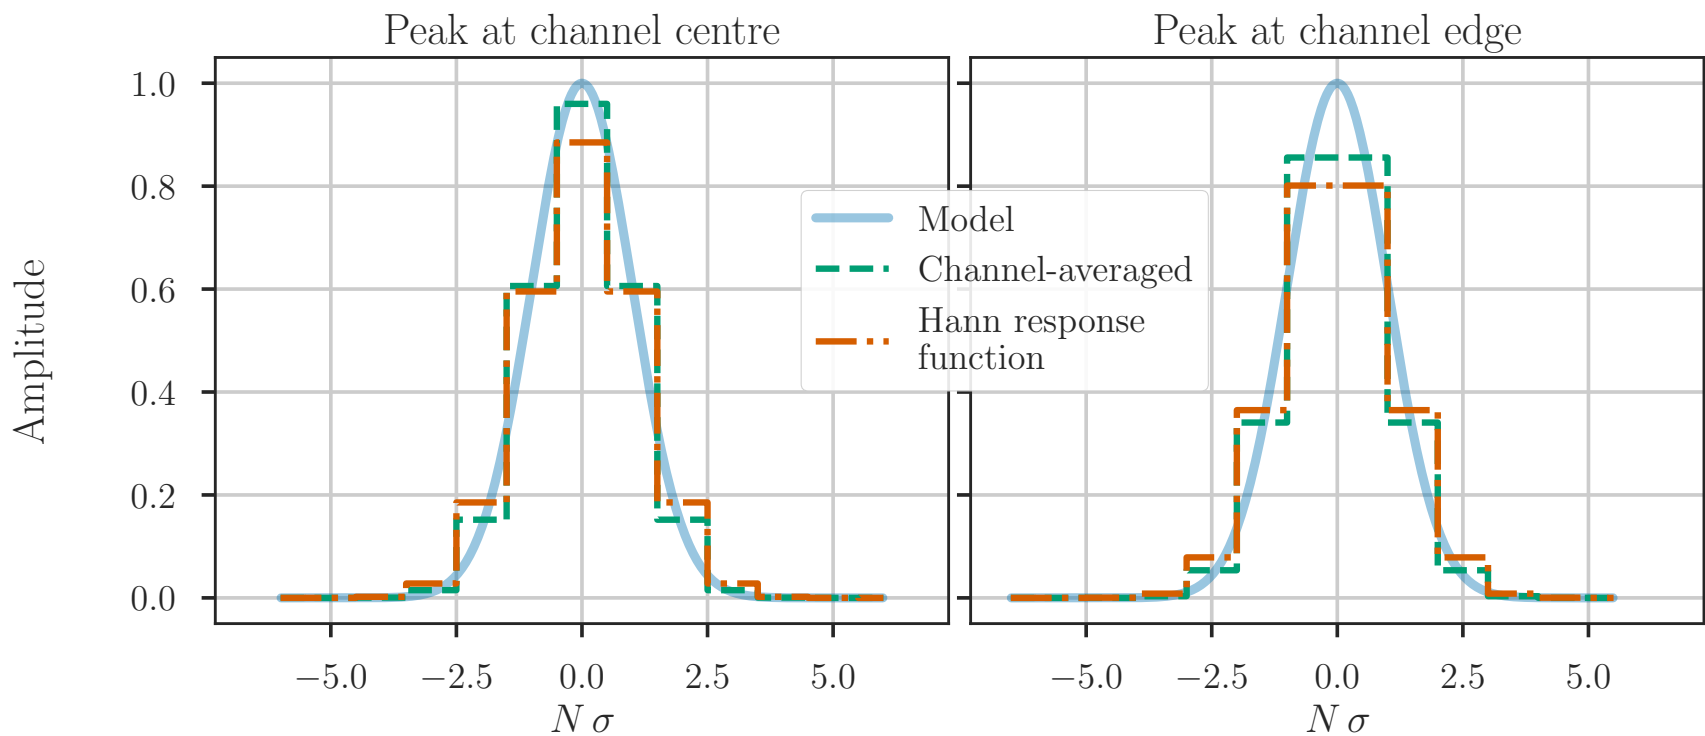 Peak at channel centre
Peak at channel edge
Amplitude
1.0
0.8
0.6
0.4
0.2
0.0
Model
Channel-averaged
Hann response
function
−5.0 −2.5 0.0 2.5 5.0
−5.0 −2.5 0.0 2.5 5.0
N σ
N σ